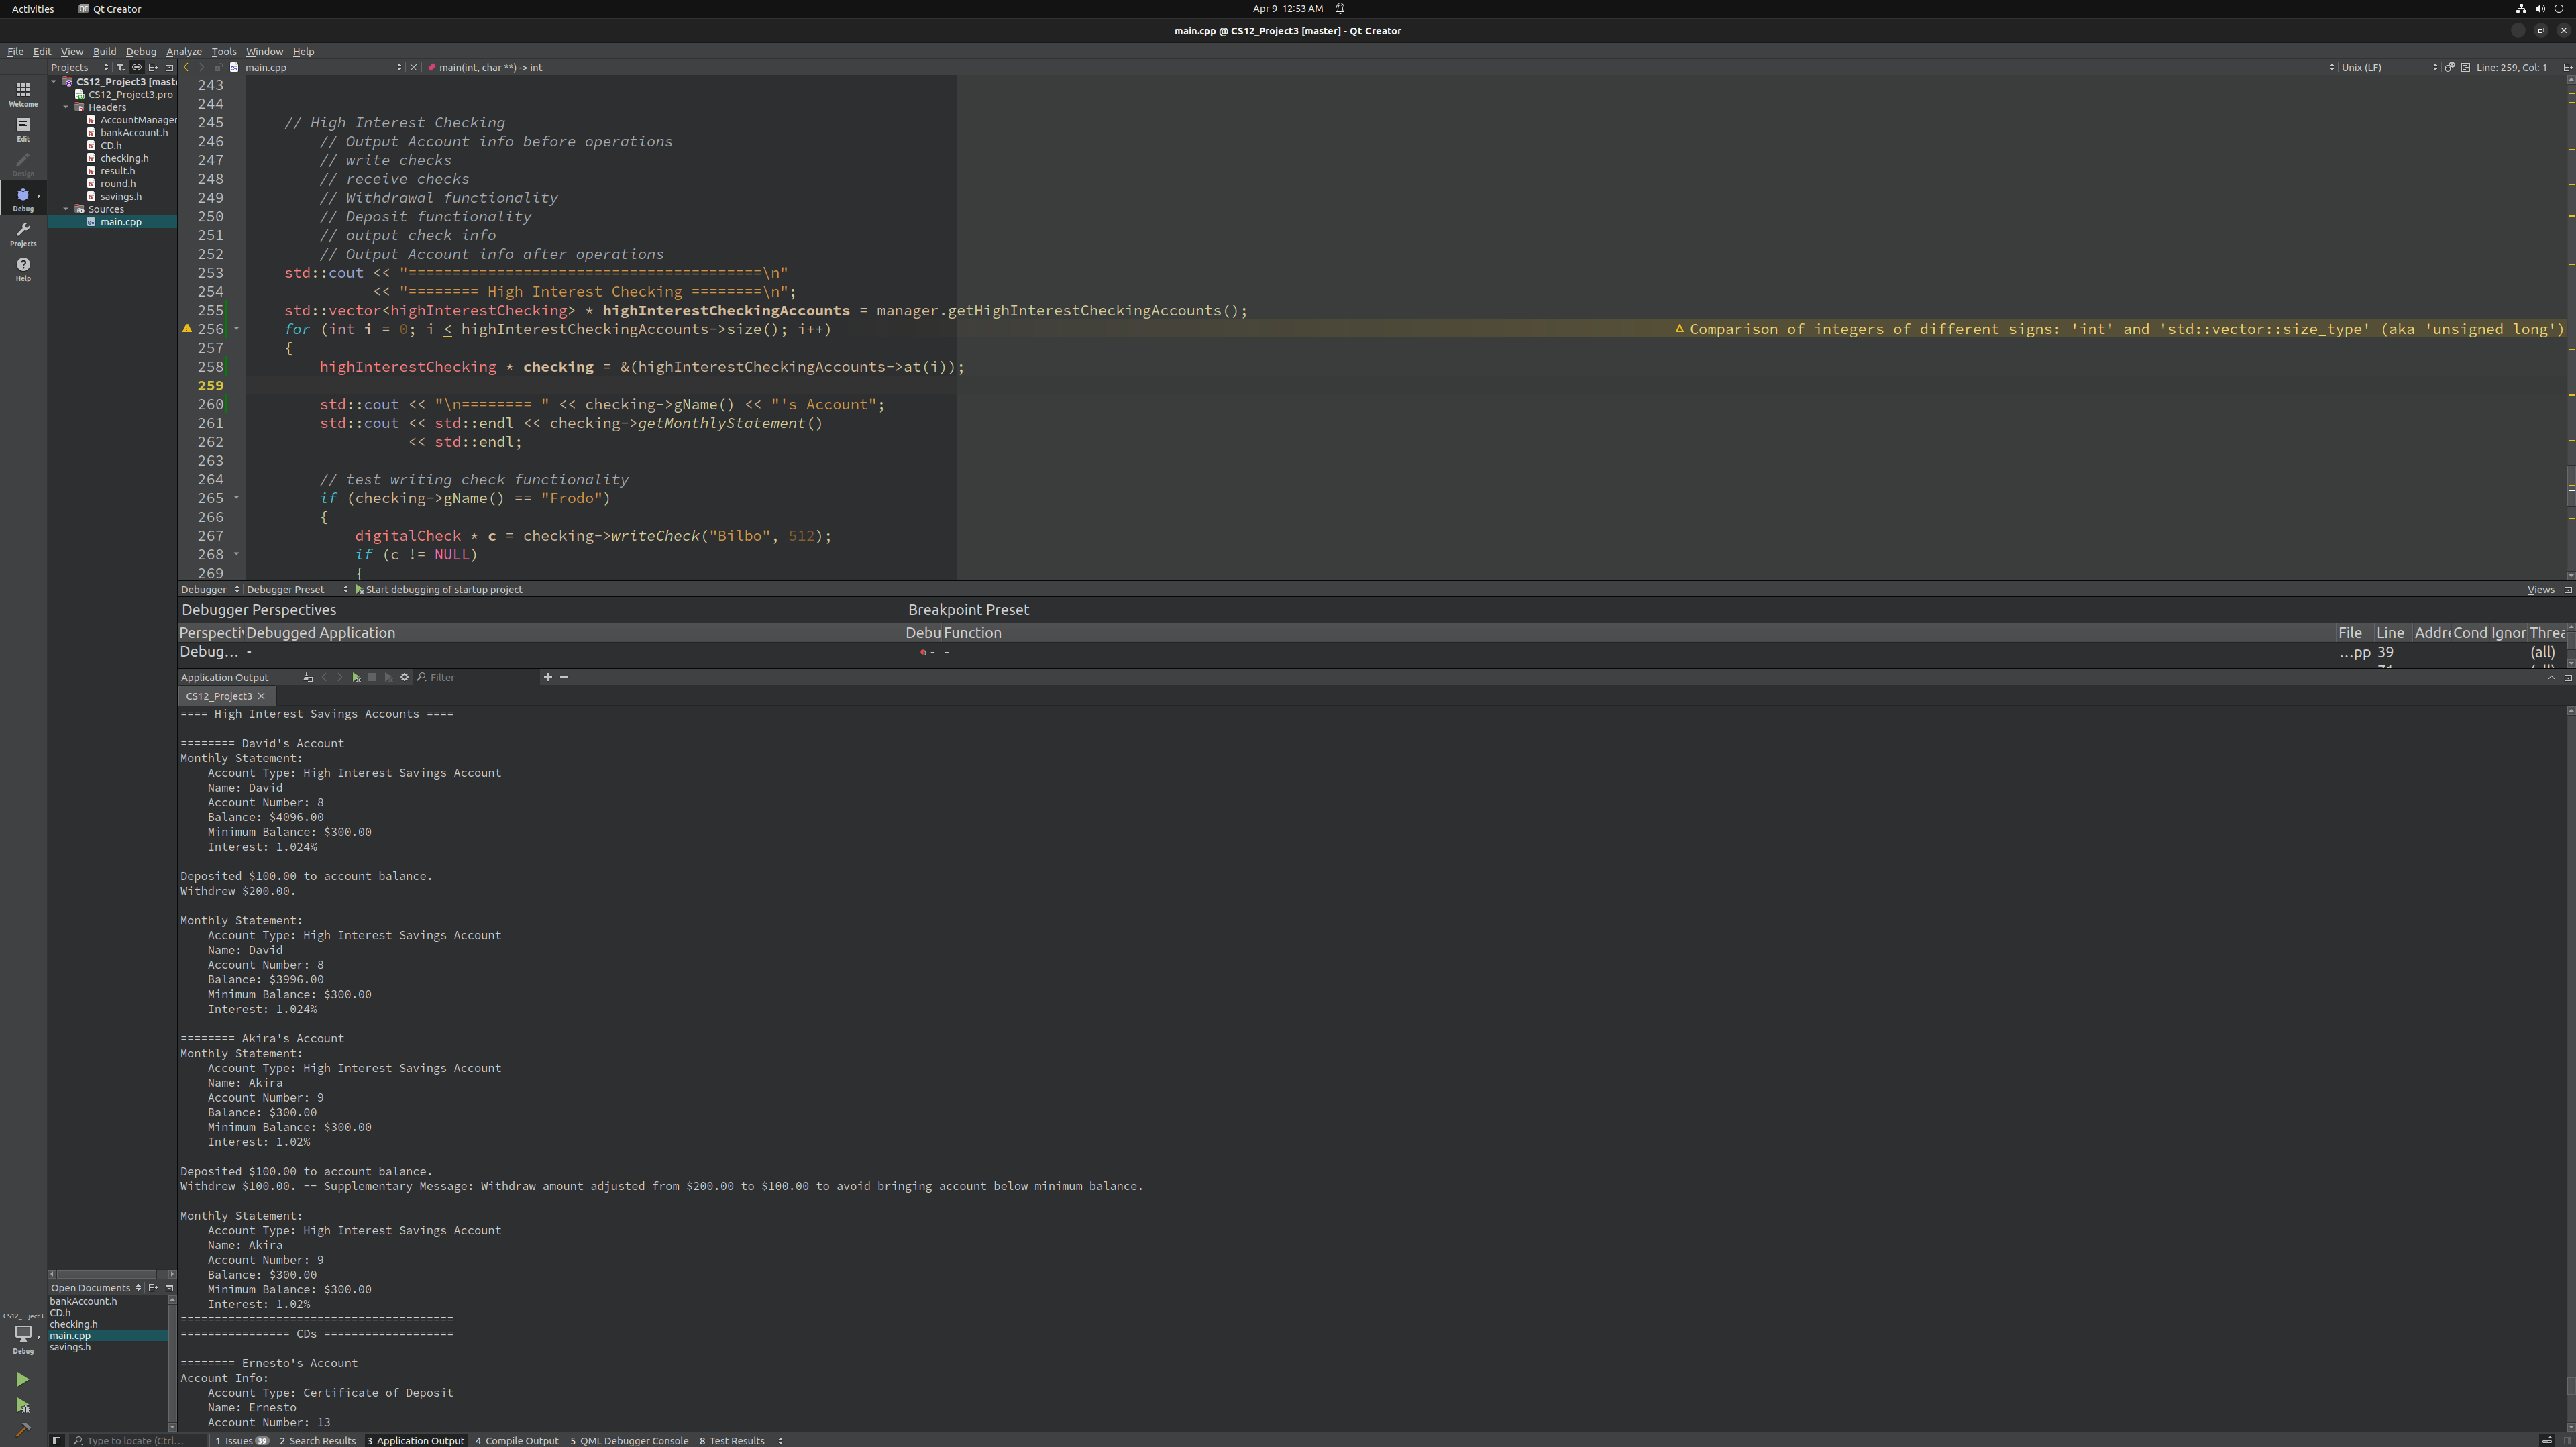 Activities Qt Creator Apr 9 12:53 AM
main.cpp @ CS12_Project3 [master] - Qt Creator
File Edit View Build Debug Analyze Tools Window Help
Projects main.cpp main(int, char **) -> int Unix (LF) Line: 259, Col: 1
Welcome
Edit
Design
Debug
Projects
Help
CS12_Project3 [maste
CS12_Project3.pro
Headers
AccountManager
bankAccount.h
CD.h
checking.h
result.h
round.h
savings.h
Sources
main.cpp
243
244
245 // High Interest Checking
246 // Output Account info before operations
247 // write checks
248 // receive checks
249 // Withdrawal functionality
250 // Deposit functionality
251 // output check info
252 // Output Account info after operations
253 std::cout << "========================================\n"
254 << "======== High Interest Checking ========\n";
255 std::vector<highInterestChecking> * highInterestCheckingAccounts = manager.getHighInterestCheckingAccounts();
256 for (int i = 0; i < highInterestCheckingAccounts->size(); i++) Comparison of integers of different signs: 'int' and 'std::vector::size_type' (aka 'unsigned long')
257 {
258 highInterestChecking * checking = &(highInterestCheckingAccounts->at(i));
259
260 std::cout << "\n======== " << checking->gName() << "'s Account";
261 std::cout << std::endl << checking->getMonthlyStatement()
262 << std::endl;
263
264 // test writing check functionality
265 if (checking->gName() == "Frodo")
266 {
267 digitalCheck * c = checking->writeCheck("Bilbo", 512);
268 if (c != NULL)
269 {
Debugger Debugger Preset Start debugging of startup project Views
Debugger Perspectives Breakpoint Preset
Perspecti Debugged Application Debu Function File Line Addre Cond Ignor Threa
Debug... - - - ...pp 39 (all)
Application Output Filter
CS12_Project3
==== High Interest Savings Accounts ====
======== David's Account
Monthly Statement:
Account Type: High Interest Savings Account
Name: David
Account Number: 8
Balance: $4096.00
Minimum Balance: $300.00
Interest: 1.024%
Deposited $100.00 to account balance.
Withdrew $200.00.
Monthly Statement:
Account Type: High Interest Savings Account
Name: David
Account Number: 8
Balance: $3996.00
Minimum Balance: $300.00
Interest: 1.024%
======== Akira's Account
Monthly Statement:
Account Type: High Interest Savings Account
Name: Akira
Account Number: 9
Balance: $300.00
Minimum Balance: $300.00
Interest: 1.02%
Deposited $100.00 to account balance.
Withdrew $100.00. -- Supplementary Message: Withdraw amount adjusted from $200.00 to $100.00 to avoid bringing account below minimum balance.
Monthly Statement:
Account Type: High Interest Savings Account
Name: Akira
Account Number: 9
Balance: $300.00
Minimum Balance: $300.00
Interest: 1.02%
========================================
================ CDs ===================
======== Ernesto's Account
Account Info:
Account Type: Certificate of Deposit
Name: Ernesto
Account Number: 13
Open Documents
bankAccount.h
CD.h
checking.h
main.cpp
savings.h
CS12_...ject3
Debug
Type to locate (Ctrl... 1 Issues 39 2 Search Results 3 Application Output 4 Compile Output 5 QML Debugger Console 8 Test Results